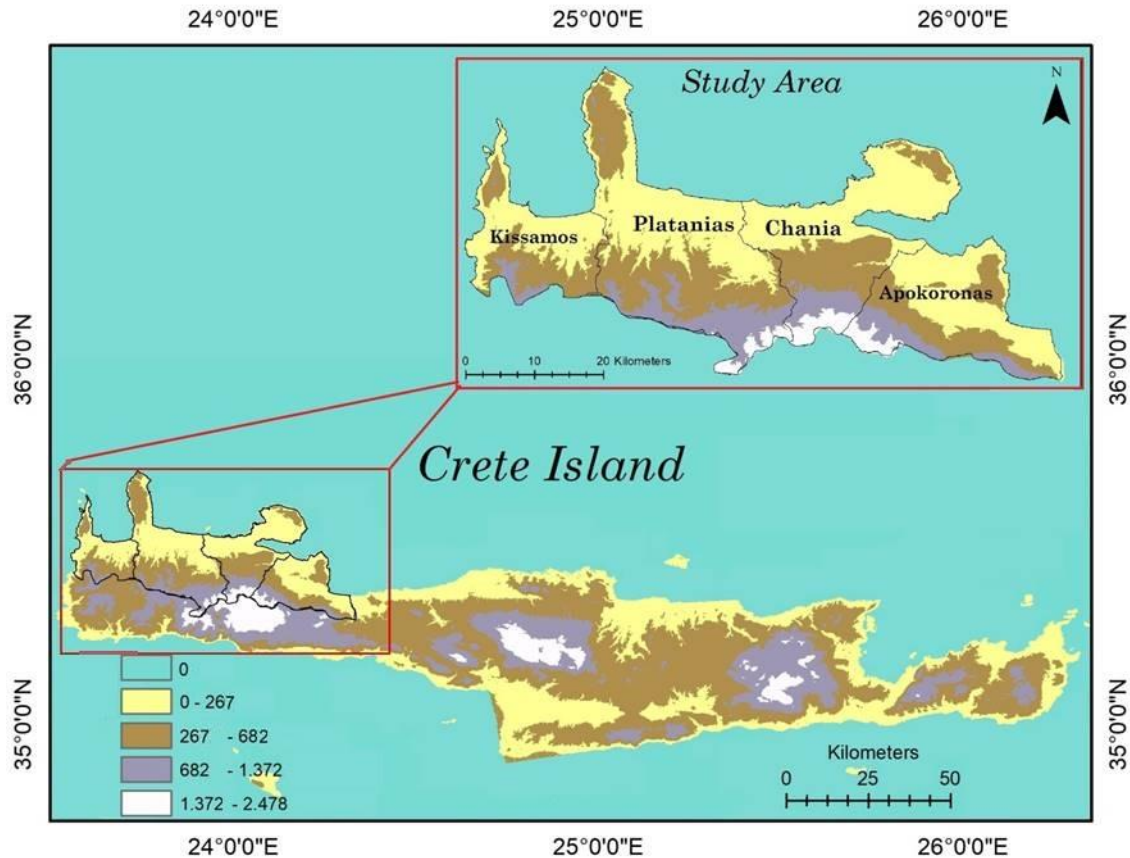 24°0'0"E 25°0'0"E 26°0'0"E
Study Area
N
Kissamos
Platanias
Chania
Apokoronas
0 10 20 Kilometers
36°0'0"N
36°0'0"N
Crete Island
0
0 - 267
267 - 682
682 - 1.372
1.372 - 2.478
Kilometers
0 25 50
35°0'0"N
35°0'0"N
24°0'0"E 25°0'0"E 26°0'0"E